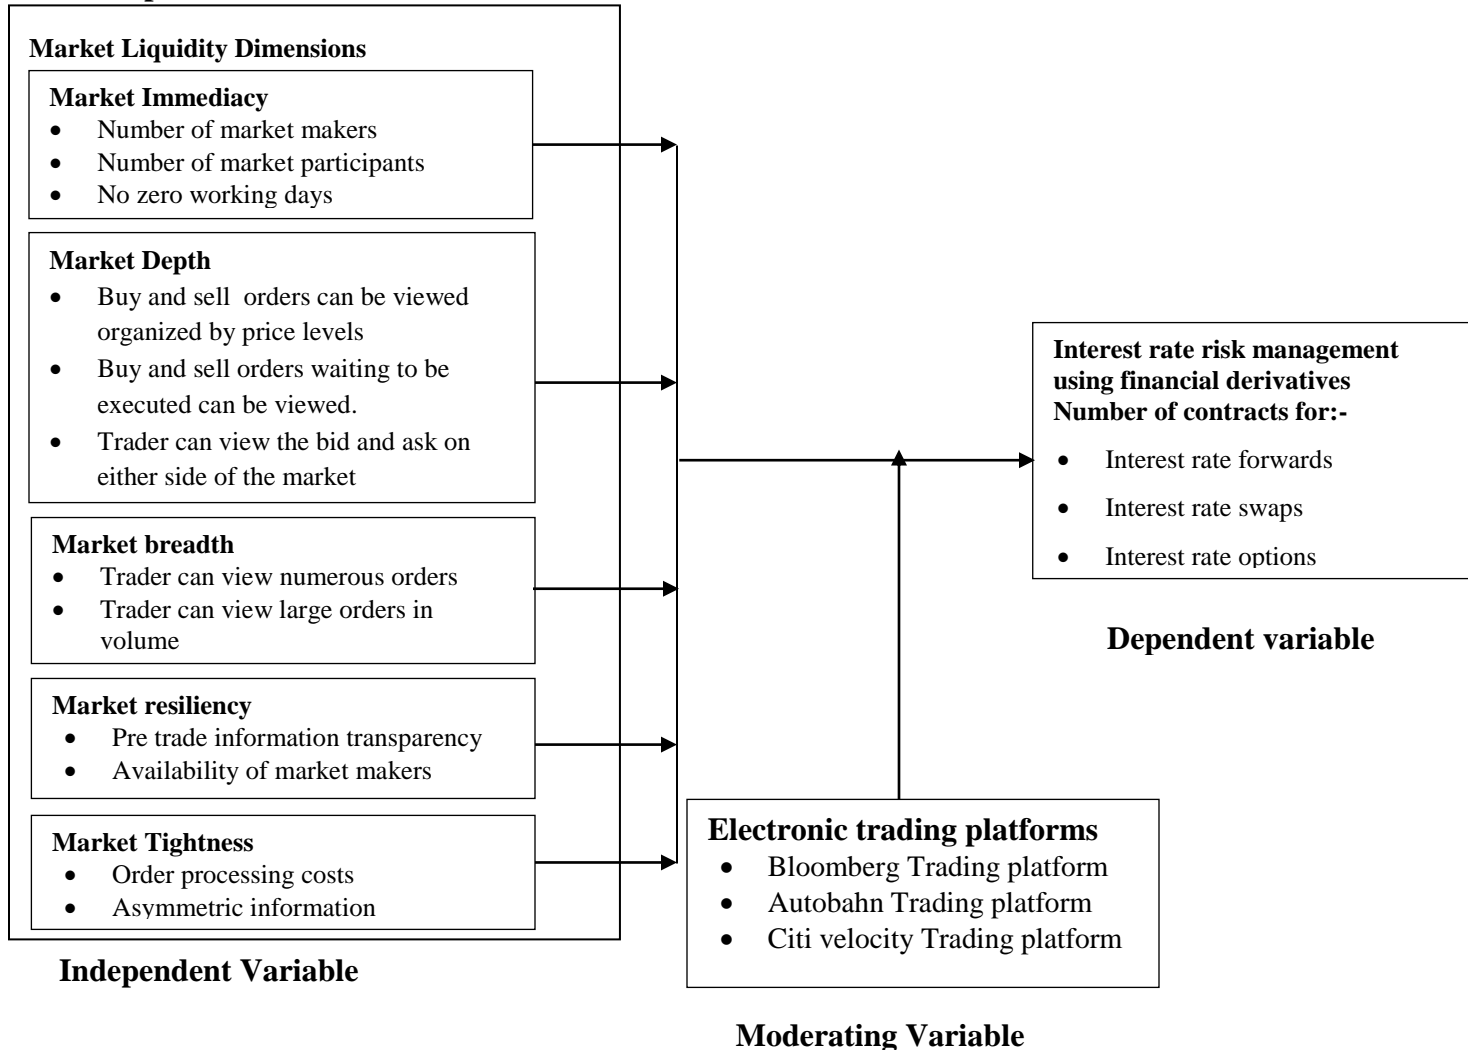 Market Liquidity Dimensions
Market Immediacy
• Number of market makers
• Number of market participants
• No zero working days
Market Depth
• Buy and sell orders can be viewed
organized by price levels
• Buy and sell orders waiting to be
executed can be viewed.
• Trader can view the bid and ask on
either side of the market
Market breadth
• Trader can view numerous orders
• Trader can view large orders in
volume
Market resiliency
• Pre trade information transparency
• Availability of market makers
Market Tightness
• Order processing costs
• Asymmetric information
Independent Variable
Electronic trading platforms
• Bloomberg Trading platform
• Autobahn Trading platform
• Citi velocity Trading platform
Moderating Variable
Interest rate risk management
using financial derivatives
Number of contracts for:-
• Interest rate forwards
• Interest rate swaps
• Interest rate options
Dependent variable